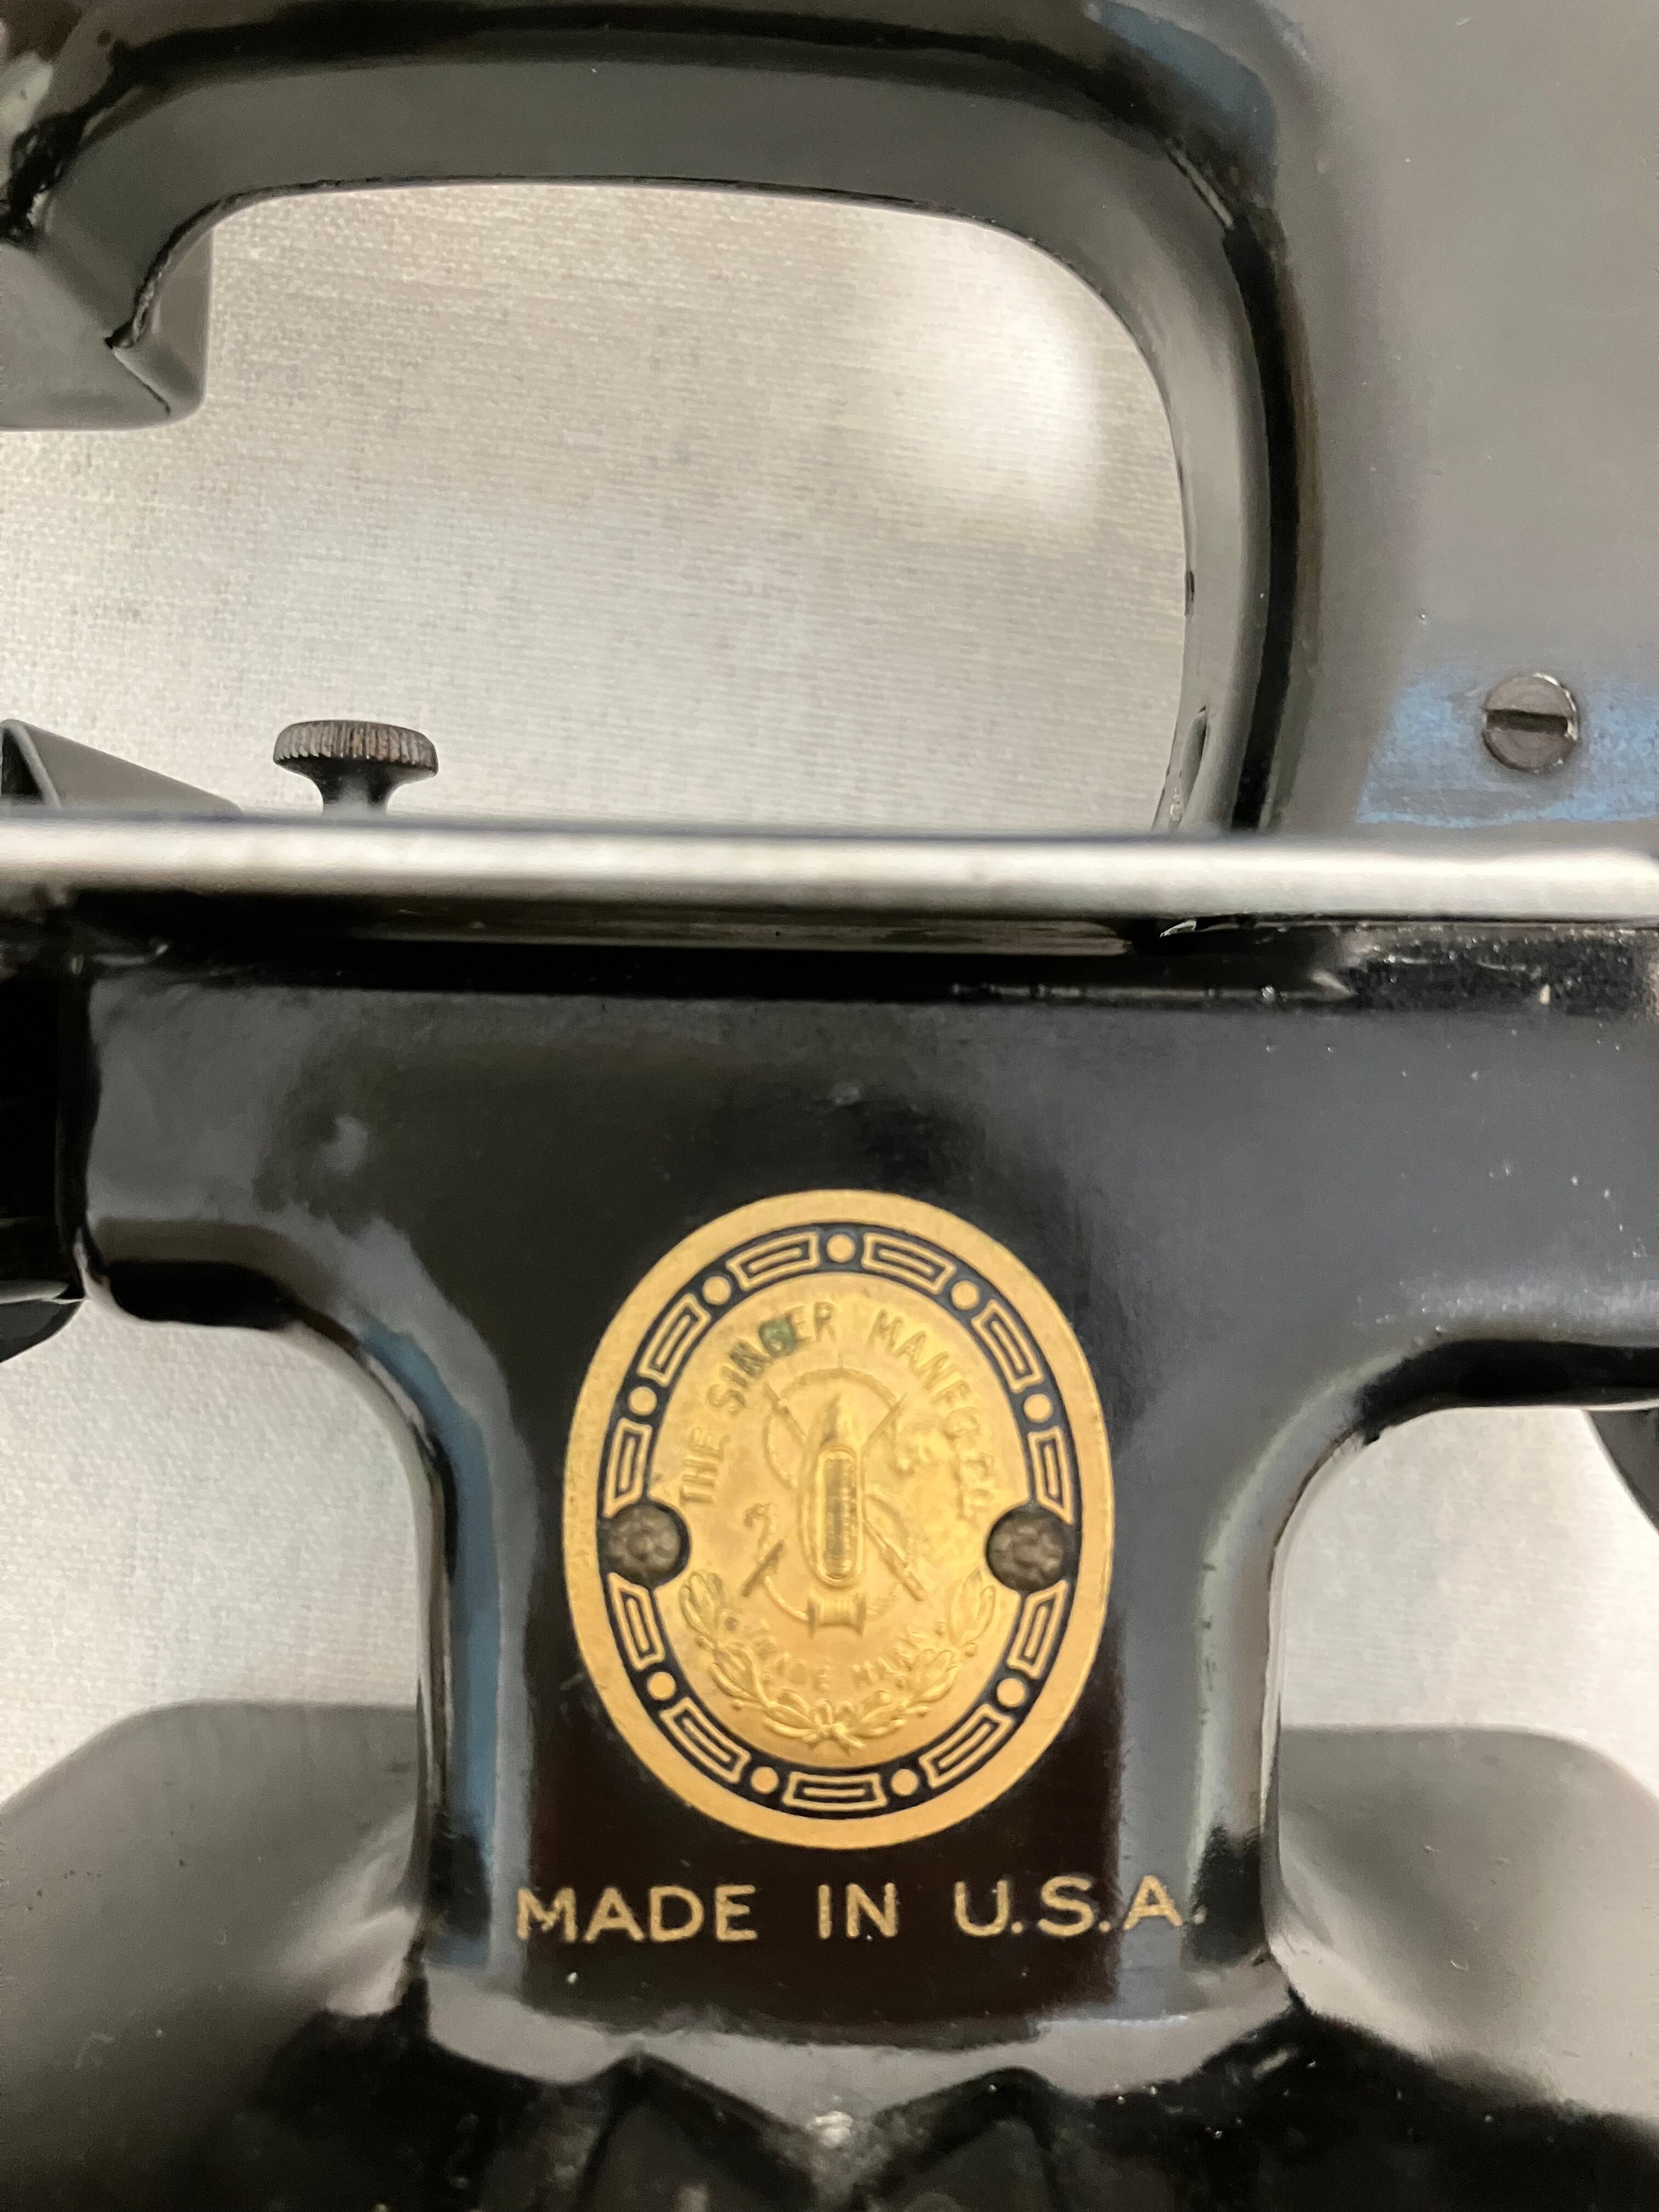 THE SINGER MANFG. CO.
TRADE MARK
MADE IN U.S.A.